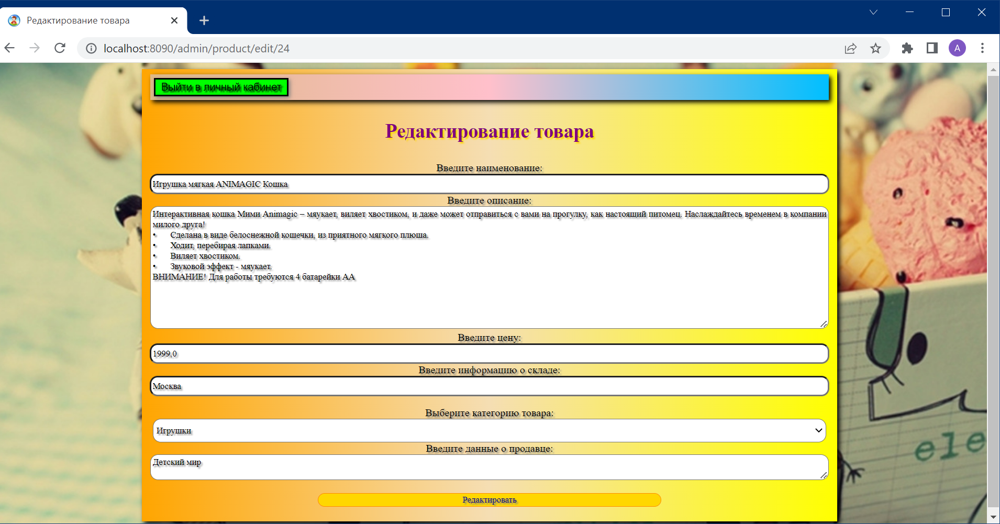 Редактирование товара
localhost:8090/admin/product/edit/24
A
Выйти в личный кабинет
Редактирование товара
Введите наименование:
Игрушка мягкая ANIMAGIC Кошка
Введите описание:
Интерактивная кошка Мими Animagic – мяукает, виляет хвостиком, и даже может отправиться с вами на прогулку, как настоящий питомец. Наслаждайтесь временем в компании
милого друга!
• Сделана в виде белоснежной кошечки, из приятного мягкого плюша.
• Ходит, перебирая лапками.
• Виляет хвостиком.
• Звуковой эффект - мяукает.
ВНИМАНИЕ! Для работы требуются 4 батарейки АА
Введите цену:
1999,0
Введите информацию о складе:
Москва
Выберите категорию товара:
Игрушки
Введите данные о продавце:
Детский мир
ele
Редактировать